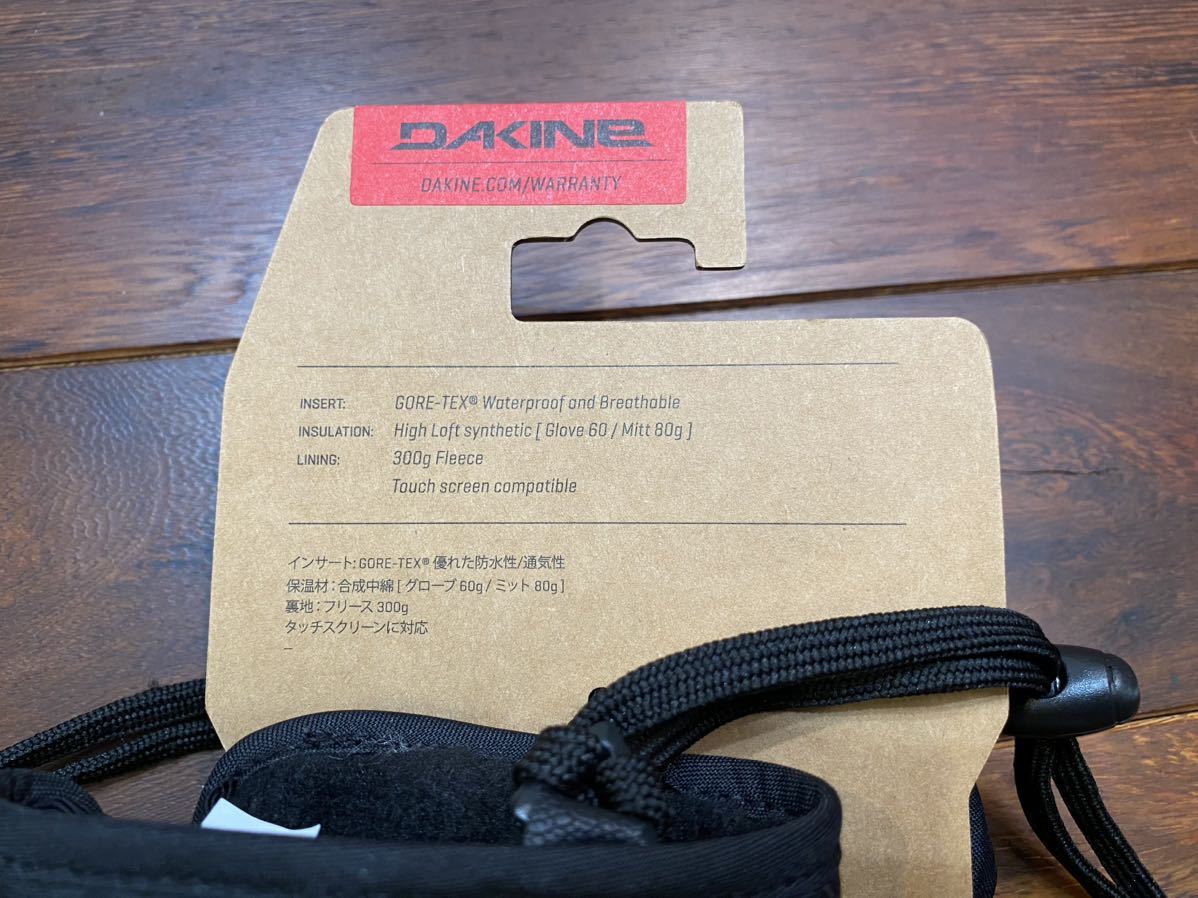 DAKINE
DAKINE.COM/WARRANTY
INSERT: GORE-TEX® Waterproof and Breathable
INSULATION: High Loft synthetic [ Glove 60 / Mitt 80g ]
LINING: 300g Fleece
Touch screen compatible
インサート: GORE-TEX® 優れた防水性/通気性
保温材：合成中綿 [ グローブ 60g / ミット 80g ]
裏地：フリース 300g
タッチスクリーンに対応
–